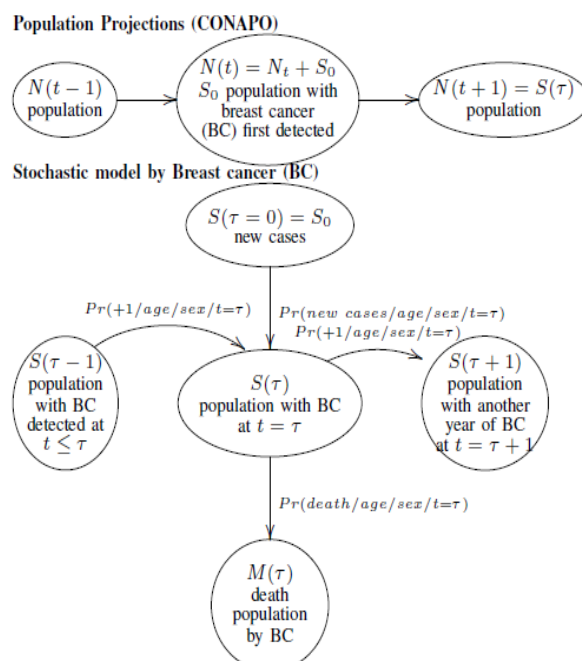 Population Projections (CONAPO)
N(t − 1)
population
N(t) = N_t + S_0
S_0 population with
breast cancer
(BC) first detected
N(t + 1) = S(τ)
population
Stochastic model by Breast cancer (BC)
S(τ = 0) = S_0
new cases
Pr(+1/age/sex/t=τ)
Pr(new cases/age/sex/t=τ)
Pr(+1/age/sex/t=τ)
S(τ − 1)
population
with BC
detected at
t ≤ τ
S(τ)
population with BC
at t = τ
S(τ + 1)
population
with another
year of BC
at t = τ + 1
Pr(death/age/sex/t=τ)
M(τ)
death
population
by BC